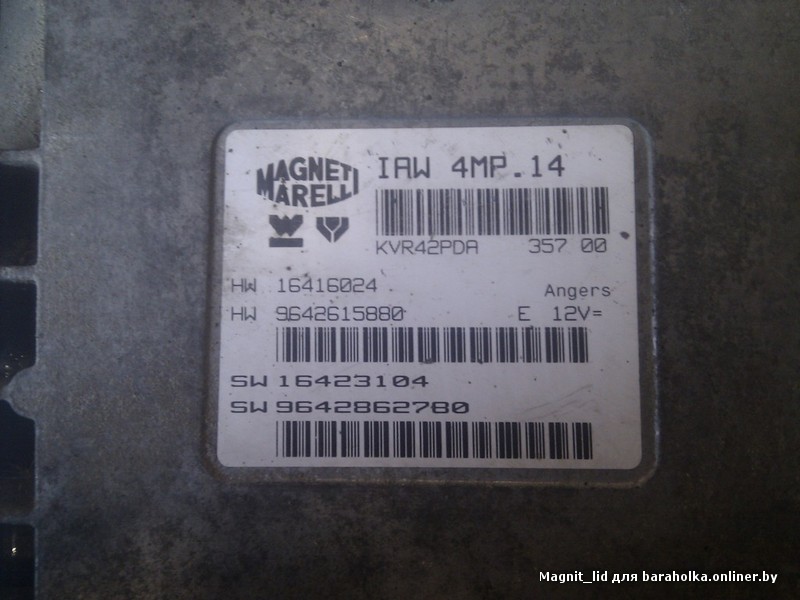 MAGNETI MARELLI
IAW 4MP.14
KVR42PDA 357 00
HW 16416024
Angers
HW 9642615880 E 12V=
SW 16423104
SW 9642862780
Magnit_lid для baraholka.onliner.by